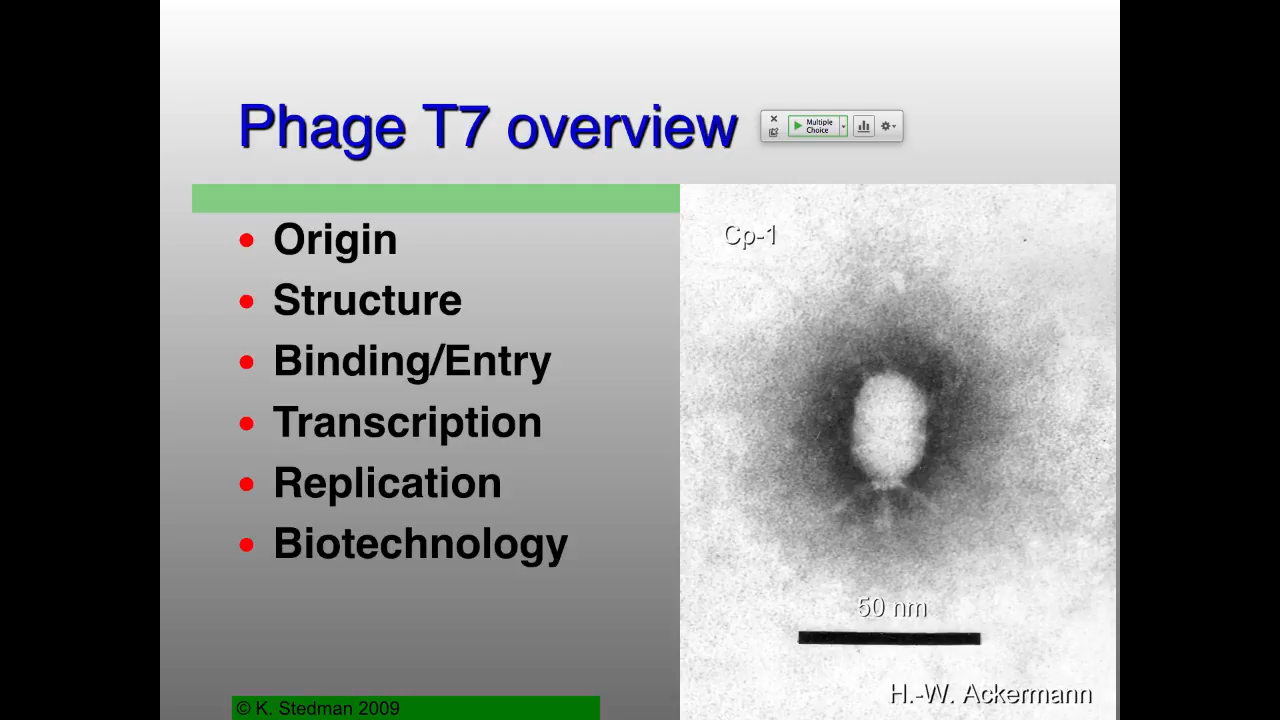 Phage T7 overview
Multiple
Choice
Origin
Structure
Binding/Entry
Transcription
Replication
Biotechnology
Cp-1
50 nm
H.-W. Ackermann
© K. Stedman 2009